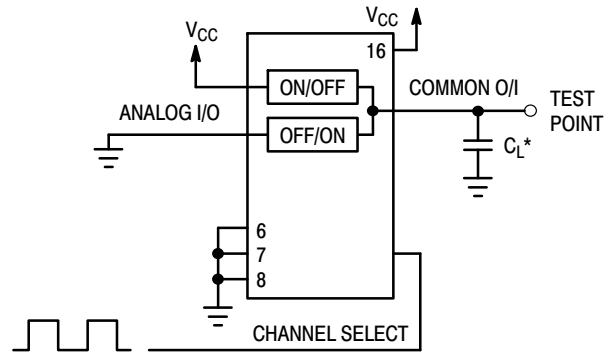 VCC
VCC
16
ON/OFF
COMMON O/I
TEST
POINT
ANALOG I/O
OFF/ON
CL*
6
7
8
CHANNEL SELECT